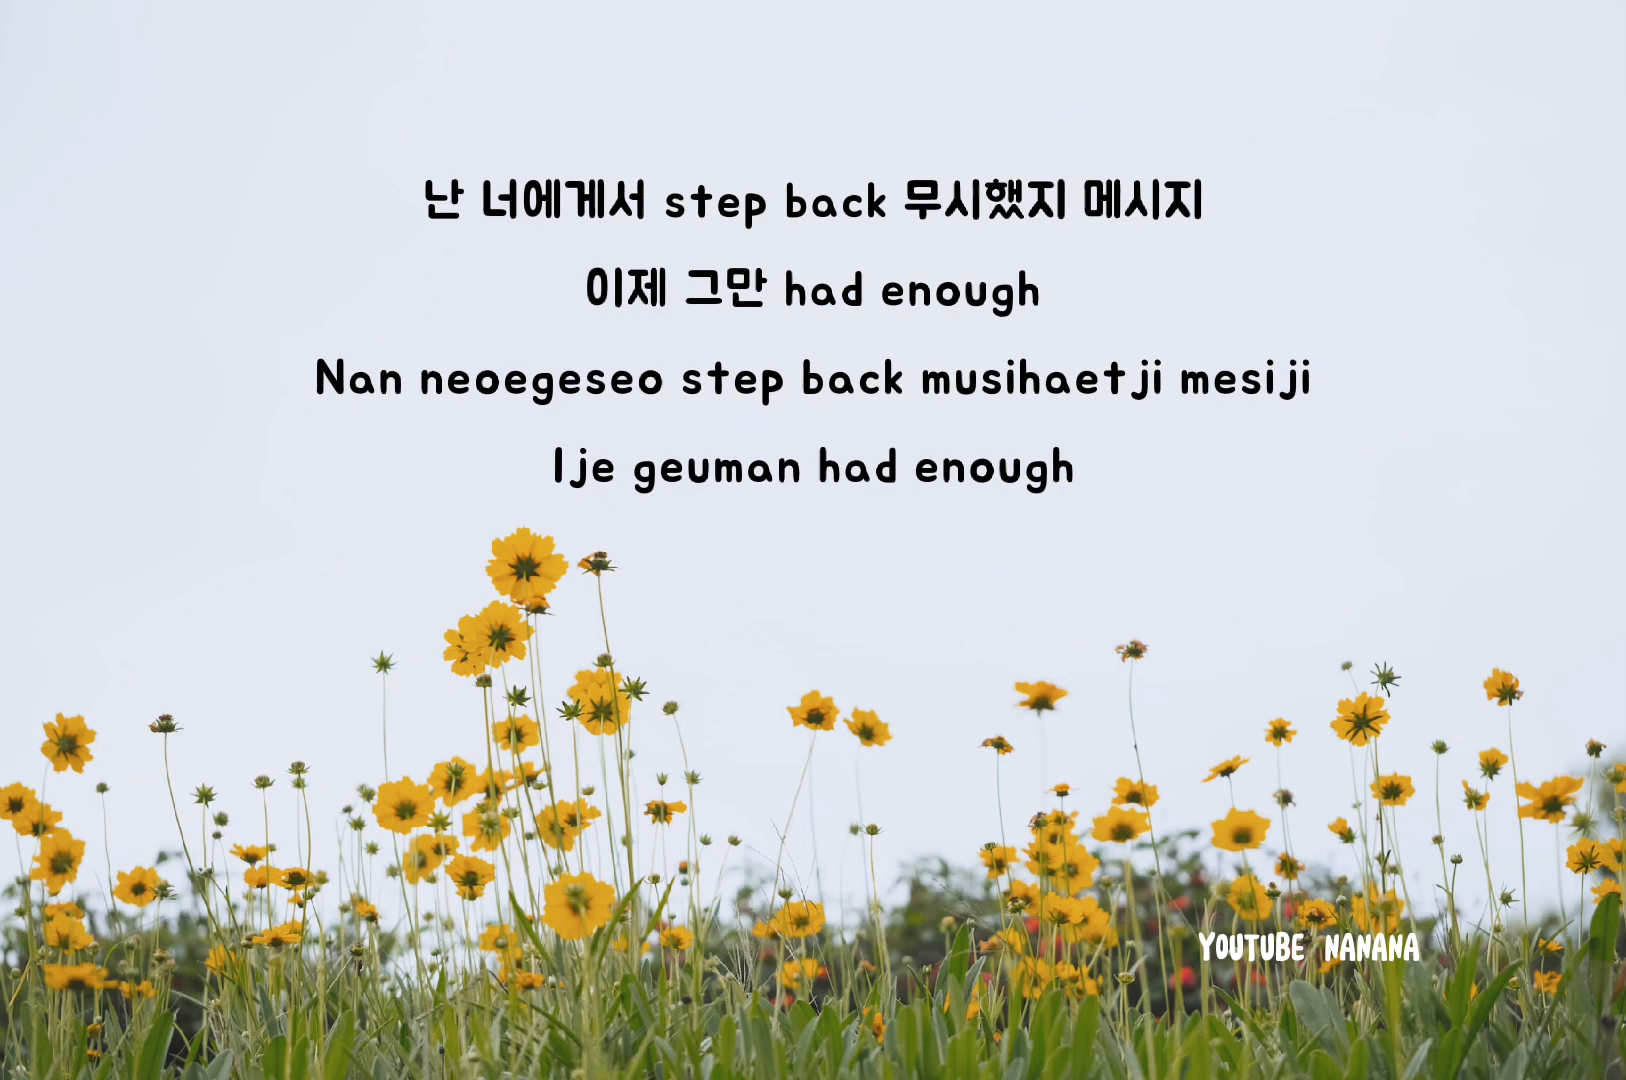 난 너에게서 step back 무시했지 메시지
이제 그만 had enough
Nan neoegeseo step back musihaetji mesiji
Ije geuman had enough
YOUTUBE NANANA